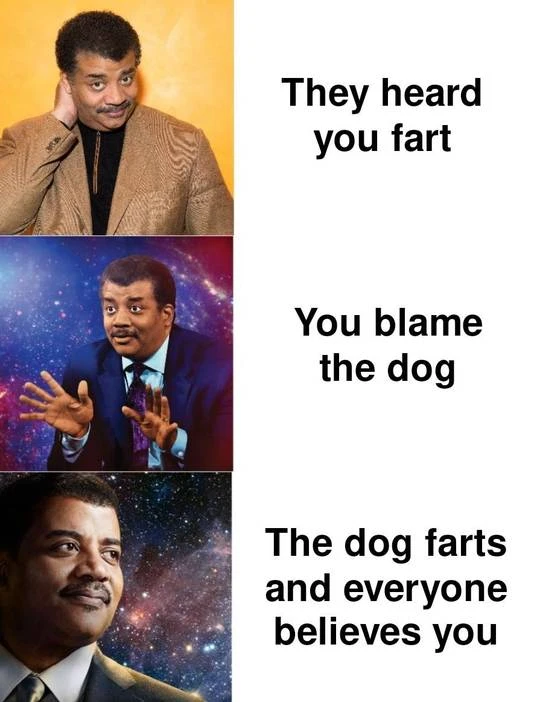 They heard
you fart
You blame
the dog
The dog farts
and everyone
believes you